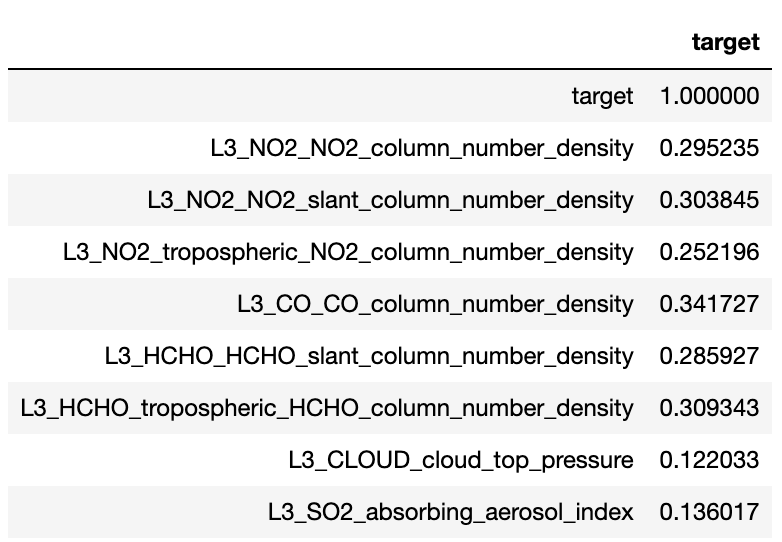 target
target 1.000000
L3_NO2_NO2_column_number_density 0.295235
L3_NO2_NO2_slant_column_number_density 0.303845
L3_NO2_tropospheric_NO2_column_number_density 0.252196
L3_CO_CO_column_number_density 0.341727
L3_HCHO_HCHO_slant_column_number_density 0.285927
L3_HCHO_tropospheric_HCHO_column_number_density 0.309343
L3_CLOUD_cloud_top_pressure 0.122033
L3_SO2_absorbing_aerosol_index 0.136017